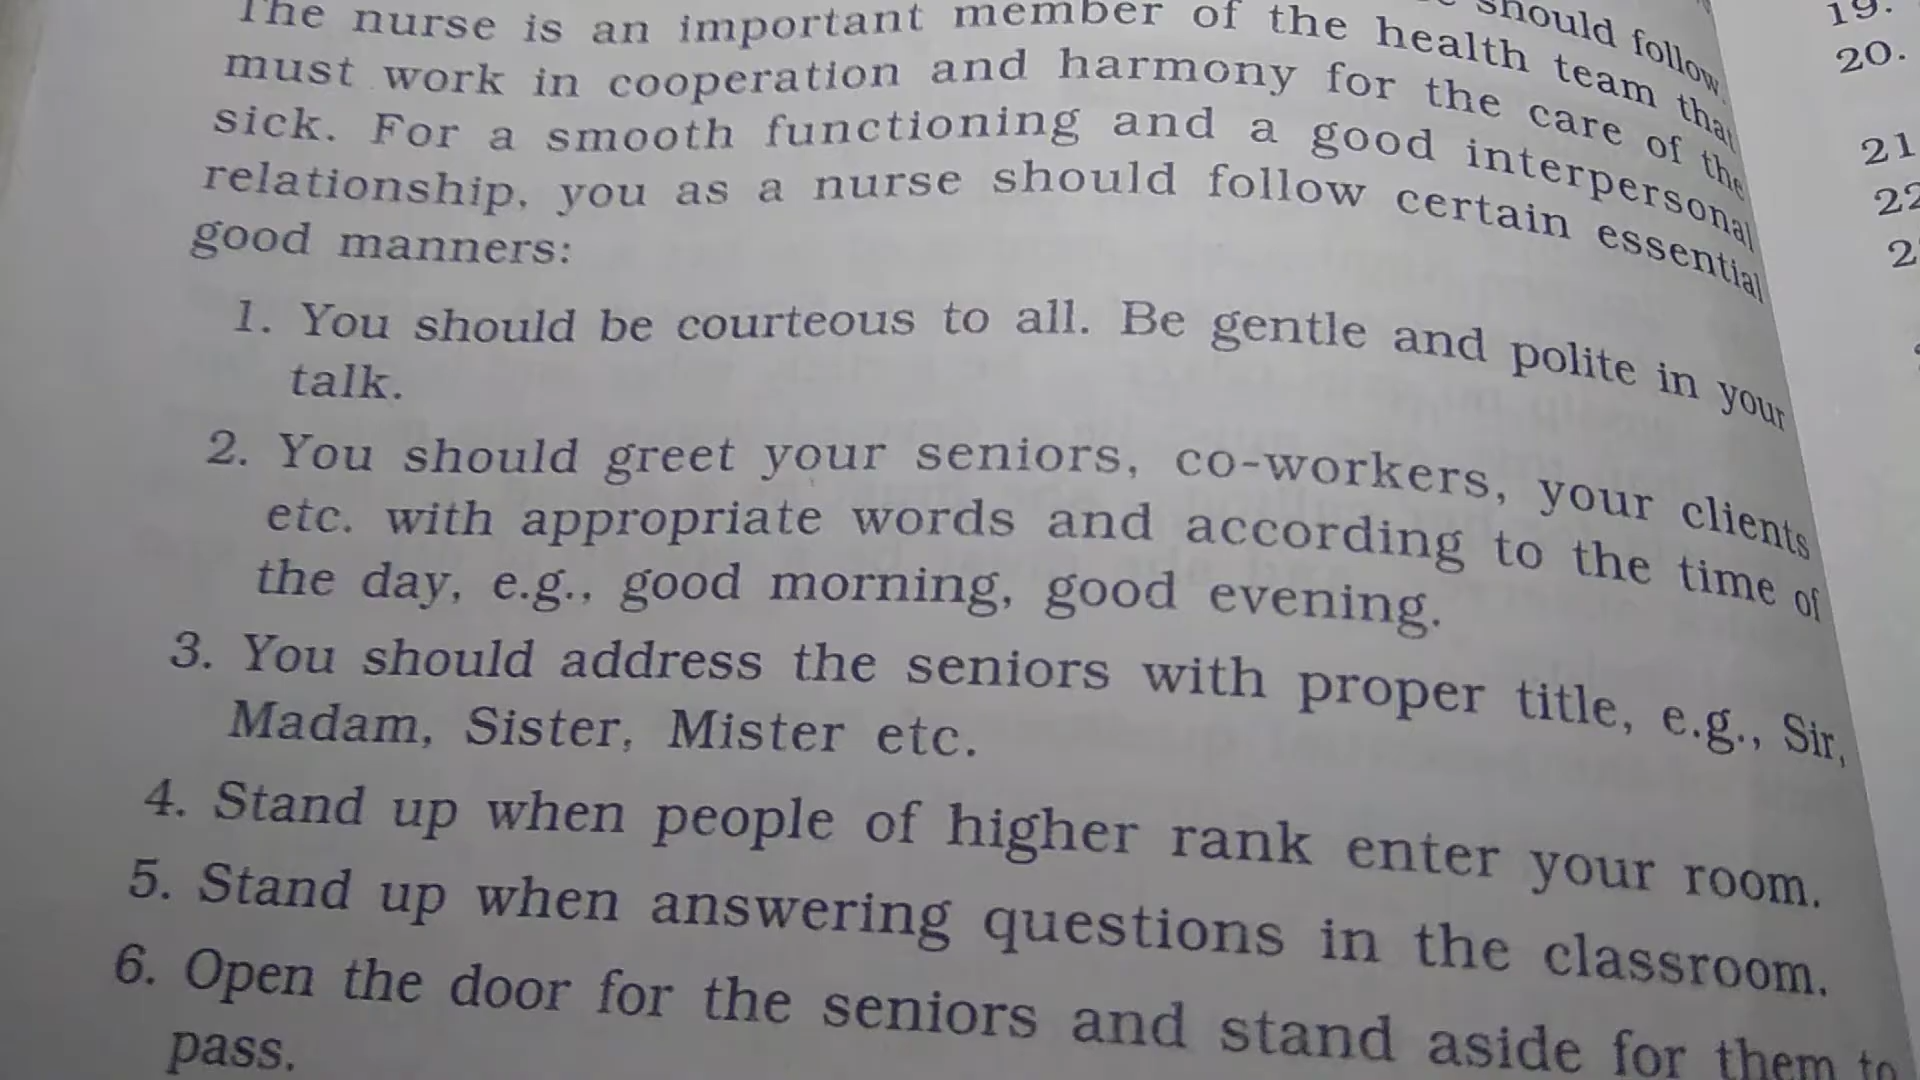 should follow.
The nurse is an important member of the health team that
must work in cooperation and harmony for the care of the
sick. For a smooth functioning and a good interpersonal
relationship, you as a nurse should follow certain essential
good manners:
1. You should be courteous to all. Be gentle and polite in your
talk.
2. You should greet your seniors, co-workers, your clients
etc. with appropriate words and according to the time of
the day, e.g., good morning, good evening.
3. You should address the seniors with proper title, e.g., Sir,
Madam, Sister, Mister etc.
4. Stand up when people of higher rank enter your room.
5. Stand up when answering questions in the classroom.
6. Open the door for the seniors and stand aside for them to
pass.
19.
20.
21
22
2